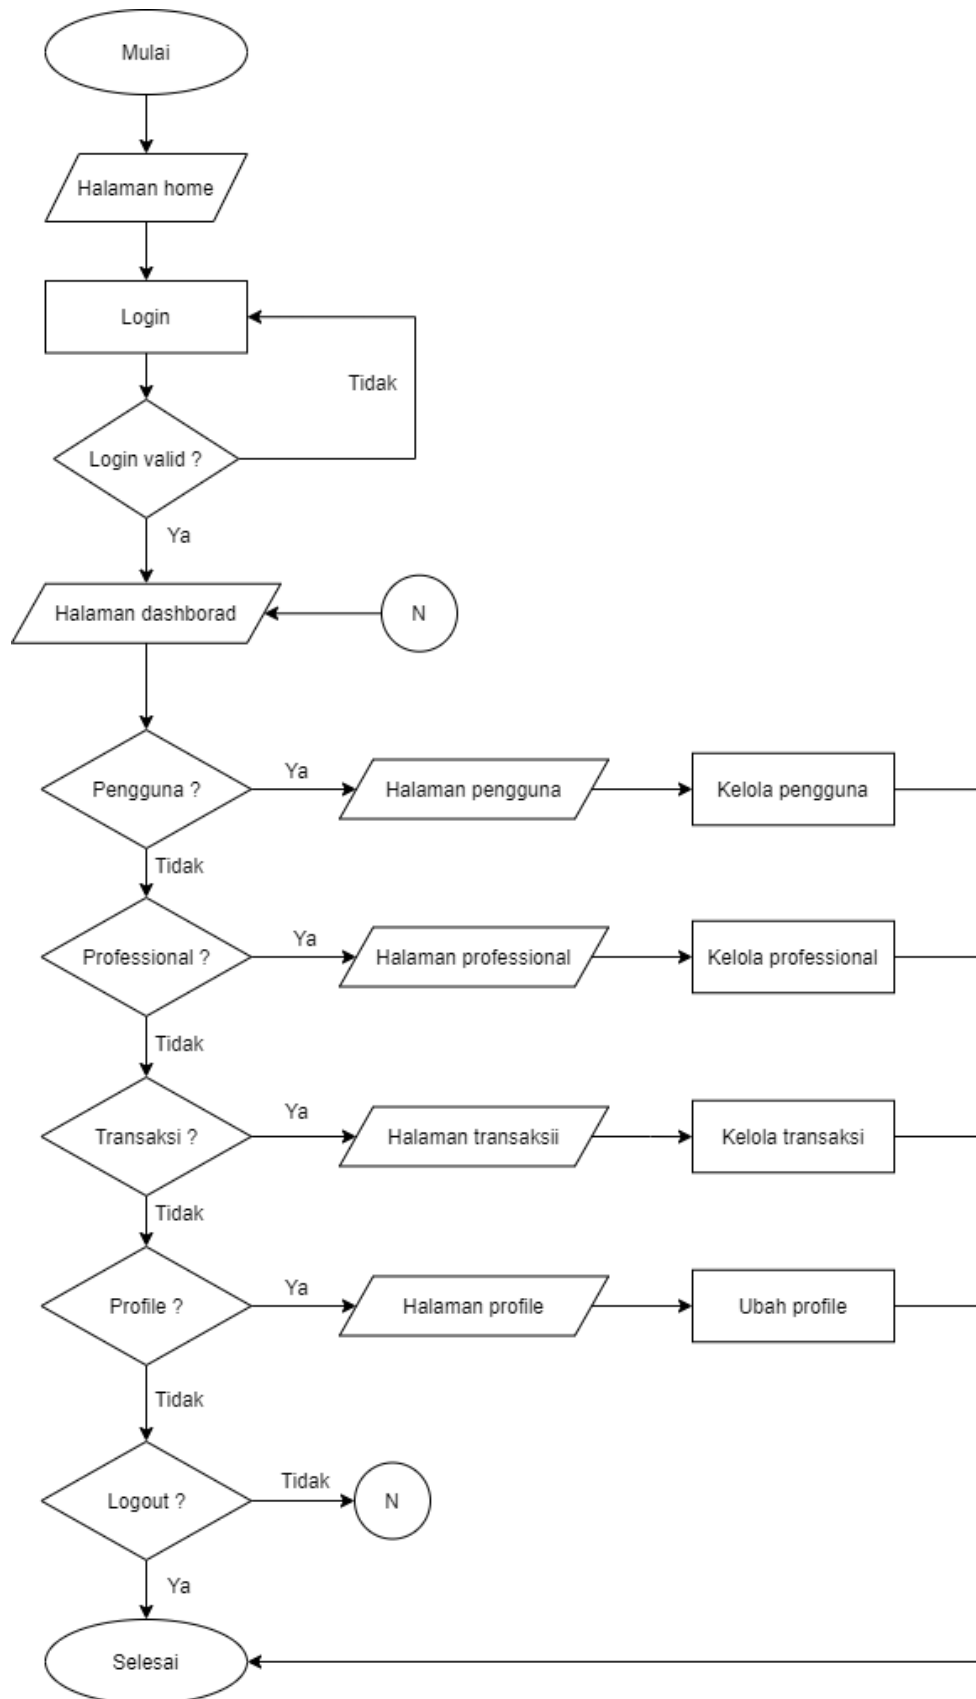 Mulai
Halaman home
Login
Tidak
Login valid ?
Ya
Halaman dashborad
N
Pengguna ?
Ya
Halaman pengguna
Kelola pengguna
Tidak
Professional ?
Ya
Halaman professional
Kelola professional
Tidak
Transaksi ?
Ya
Halaman transaksii
Kelola transaksi
Tidak
Profile ?
Ya
Halaman profile
Ubah profile
Tidak
Logout ?
Tidak
N
Ya
Selesai